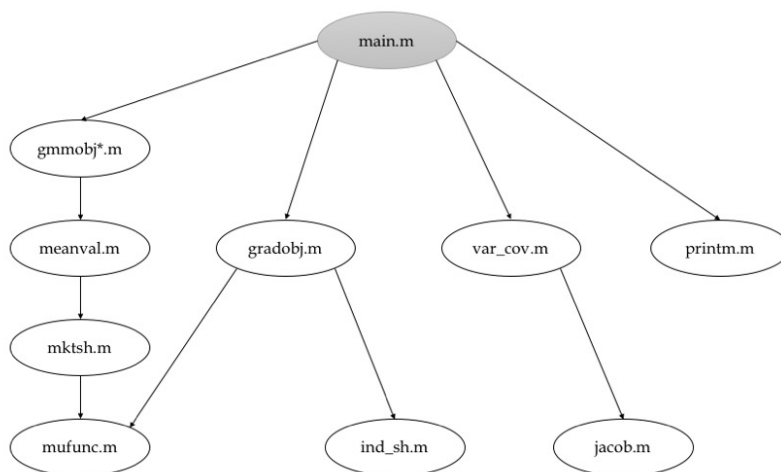 main.m
gmmobj*.m
meanval.m
gradobj.m
var_cov.m
printm.m
mktsh.m
mufunc.m
ind_sh.m
jacob.m